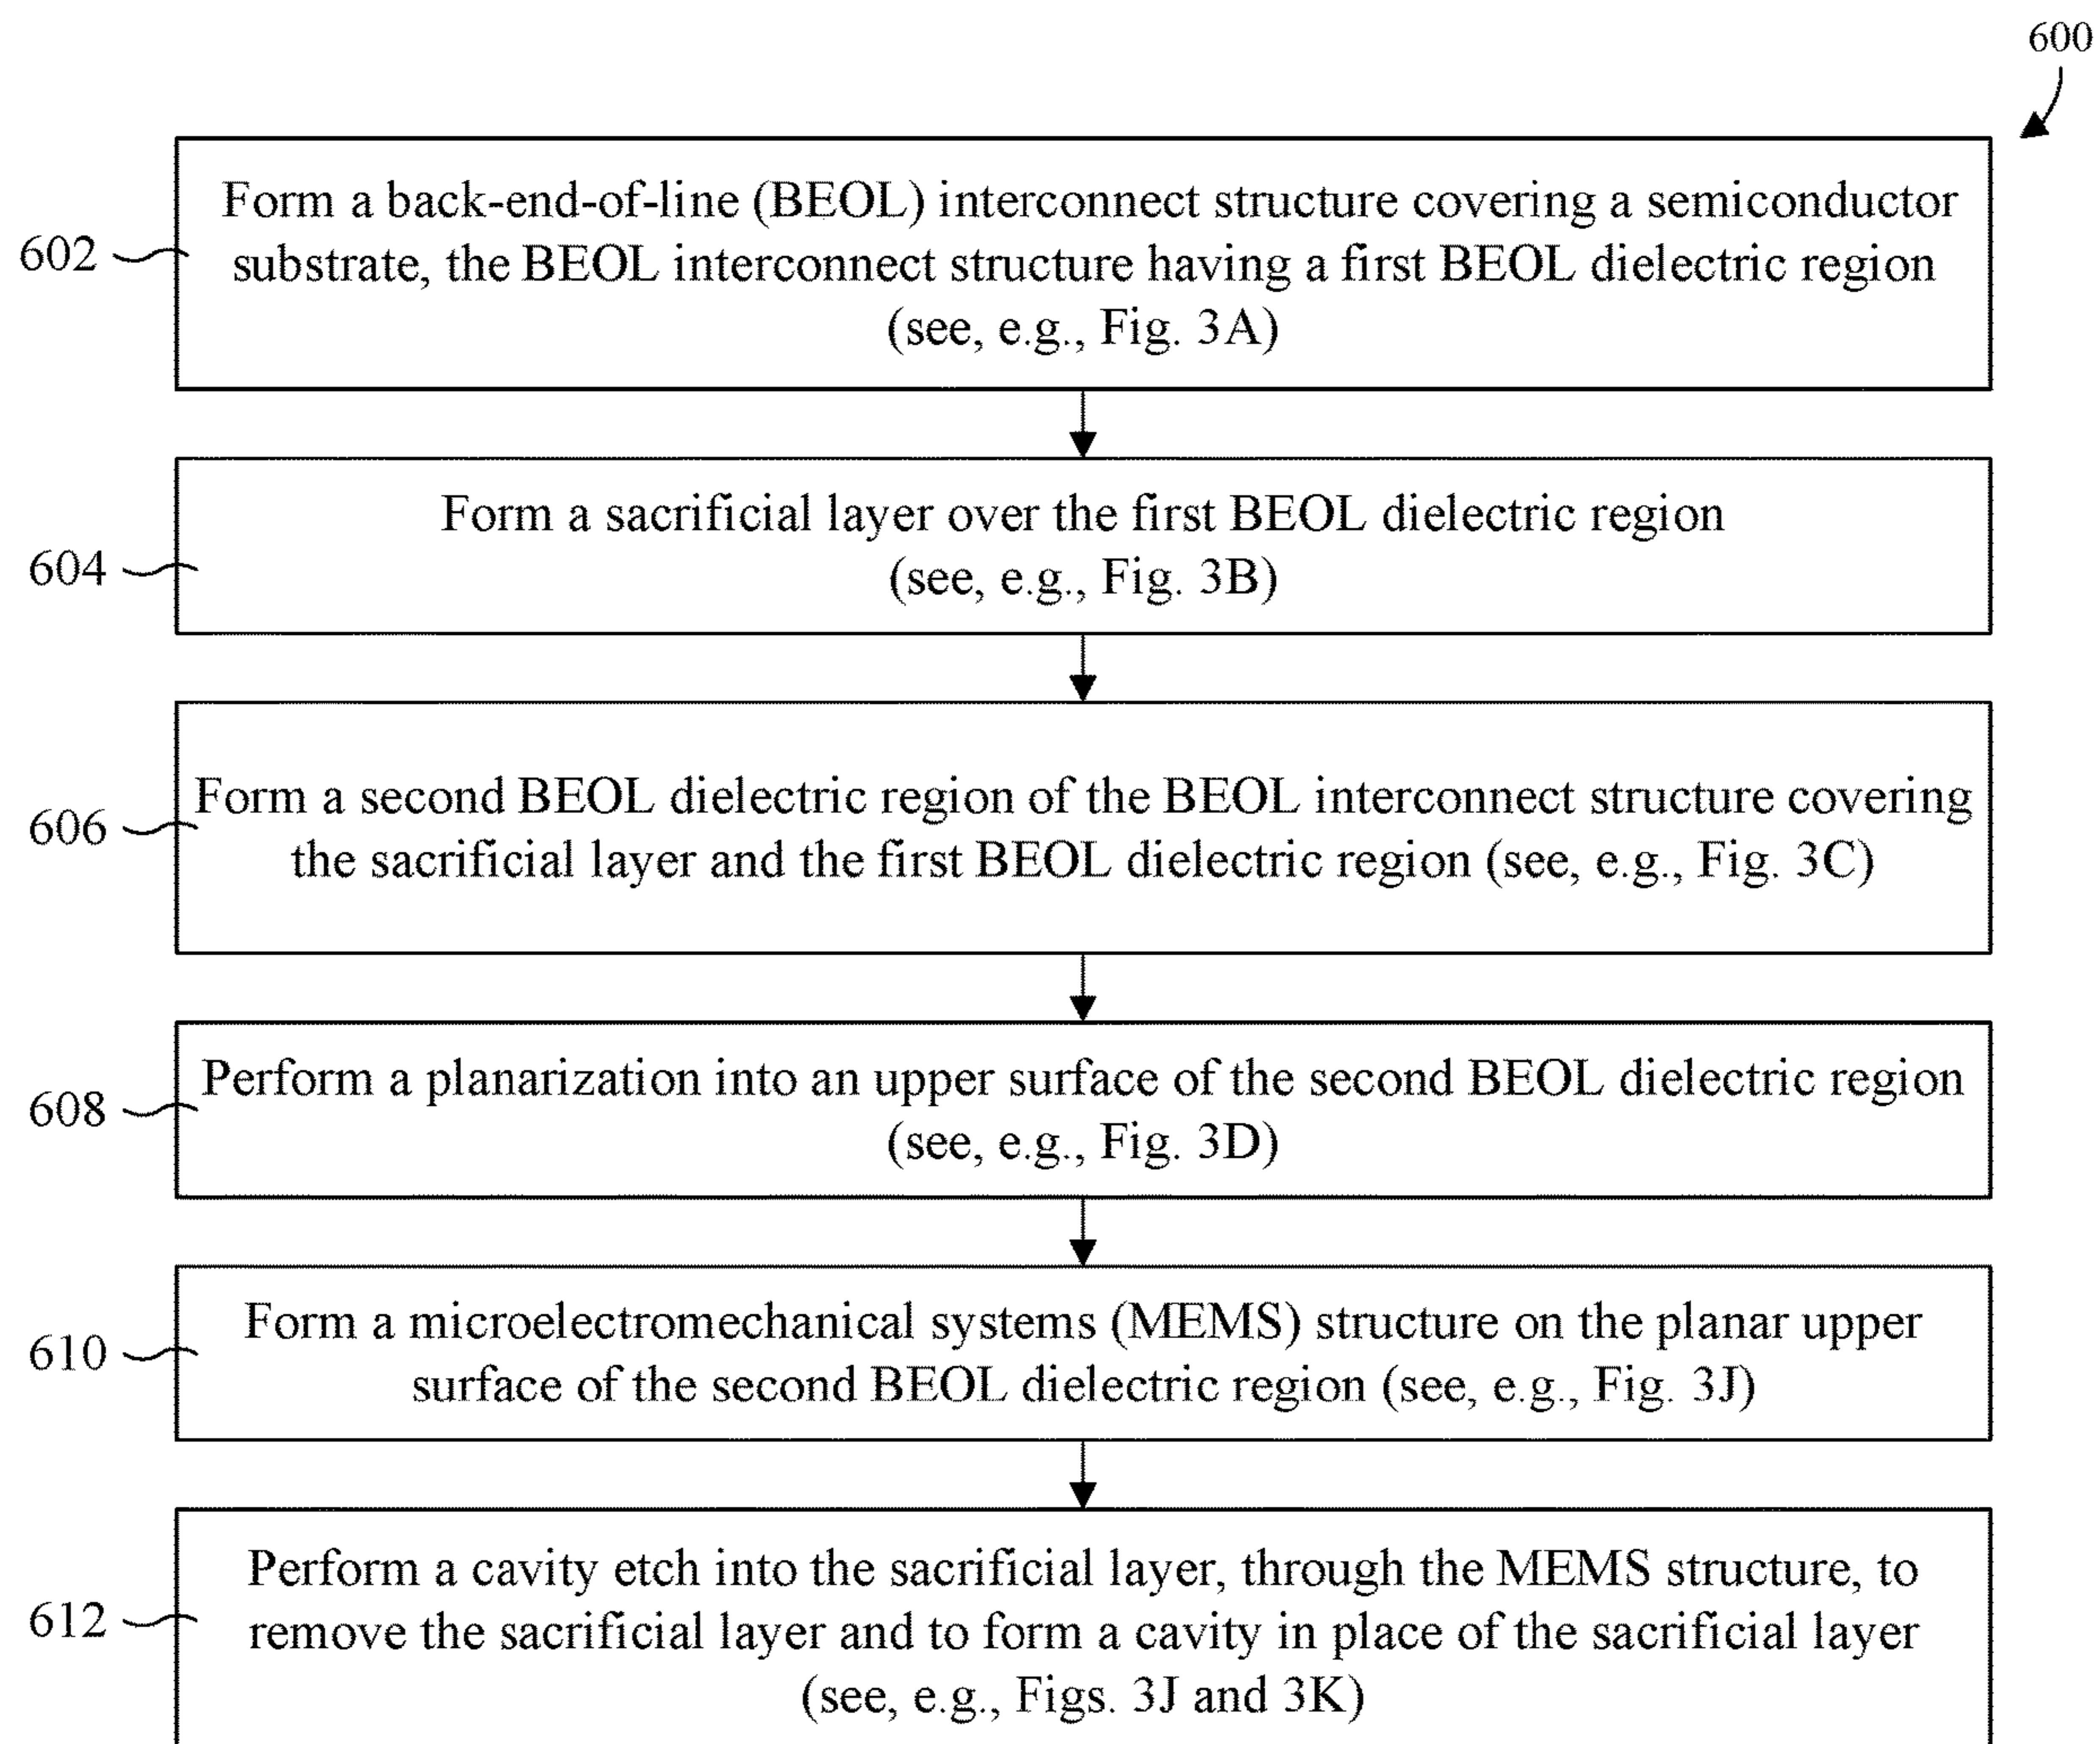 600
602
Form a back-end-of-line (BEOL) interconnect structure covering a semiconductor
substrate, the BEOL interconnect structure having a first BEOL dielectric region
(see, e.g., Fig. 3A)
604
Form a sacrificial layer over the first BEOL dielectric region
(see, e.g., Fig. 3B)
606
Form a second BEOL dielectric region of the BEOL interconnect structure covering
the sacrificial layer and the first BEOL dielectric region (see, e.g., Fig. 3C)
608
Perform a planarization into an upper surface of the second BEOL dielectric region
(see, e.g., Fig. 3D)
610
Form a microelectromechanical systems (MEMS) structure on the planar upper
surface of the second BEOL dielectric region (see, e.g., Fig. 3J)
612
Perform a cavity etch into the sacrificial layer, through the MEMS structure, to
remove the sacrificial layer and to form a cavity in place of the sacrificial layer
(see, e.g., Figs. 3J and 3K)